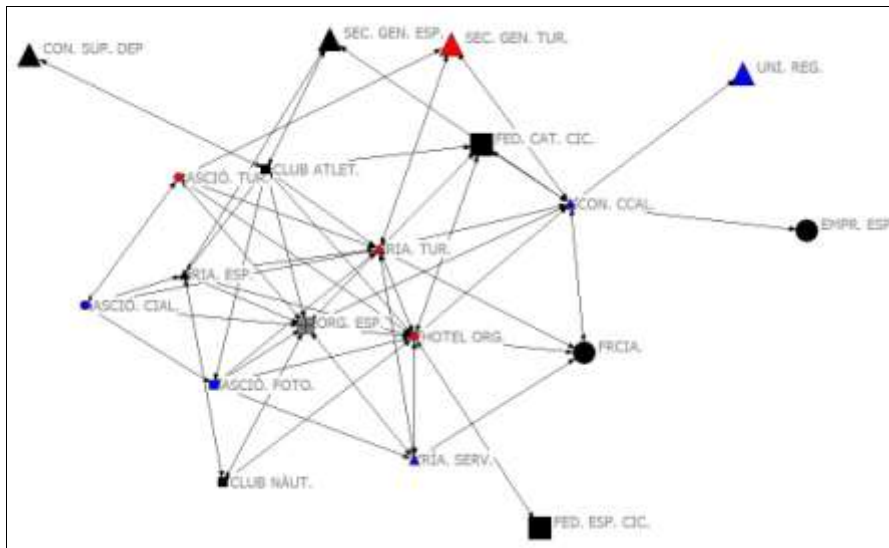 CON. SUP. DEP
SEC. GEN. ESP.
SEC. GEN. TUR.
UNI. REG.
FED. CAT. CIC.
CLUB ATLET.
ASCIÓ. TUR.
CON. CCAL.
EMPR. ESP
RIA. TUR.
RIA. ESP.
ASCIÓ. CIAL.
ORG. ESP.
HOTEL ORG.
FRCIA.
ASCIÓ. FOTO.
RIA. SERV.
CLUB NÀUT.
FED. ESP. CIC.